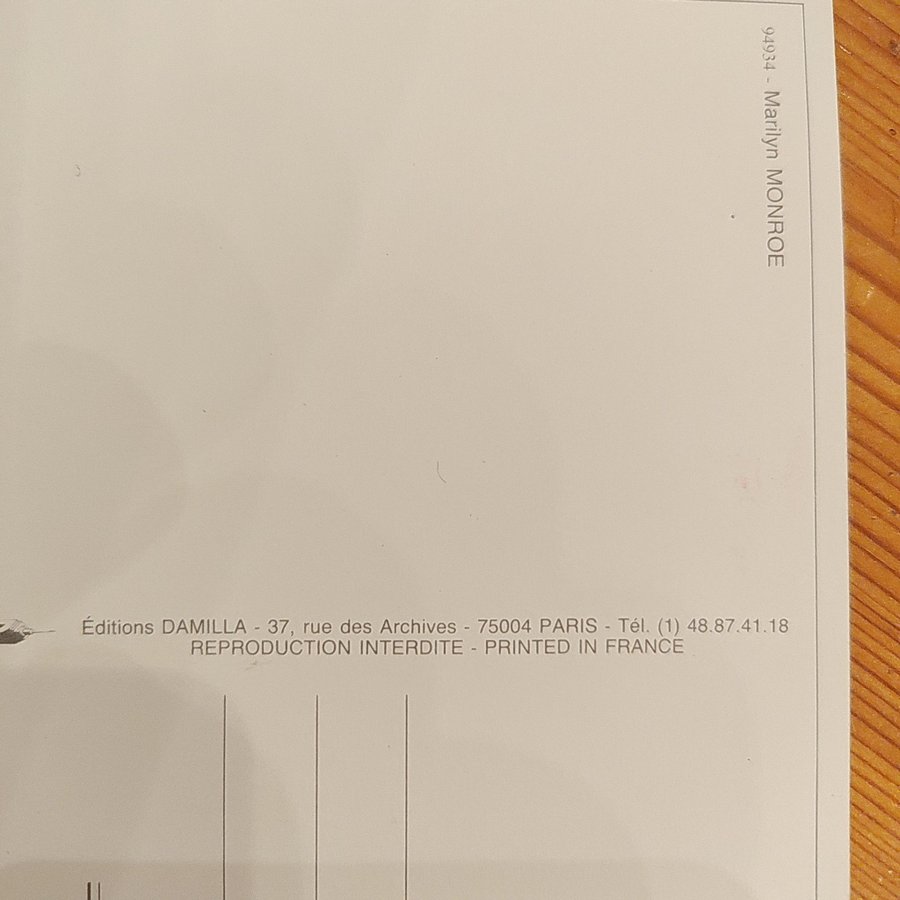 94934 - Marilyn MONROE
Éditions DAMILLA - 37, rue des Archives - 75004 PARIS - Tél. (1) 48.87.41.18
REPRODUCTION INTERDITE - PRINTED IN FRANCE